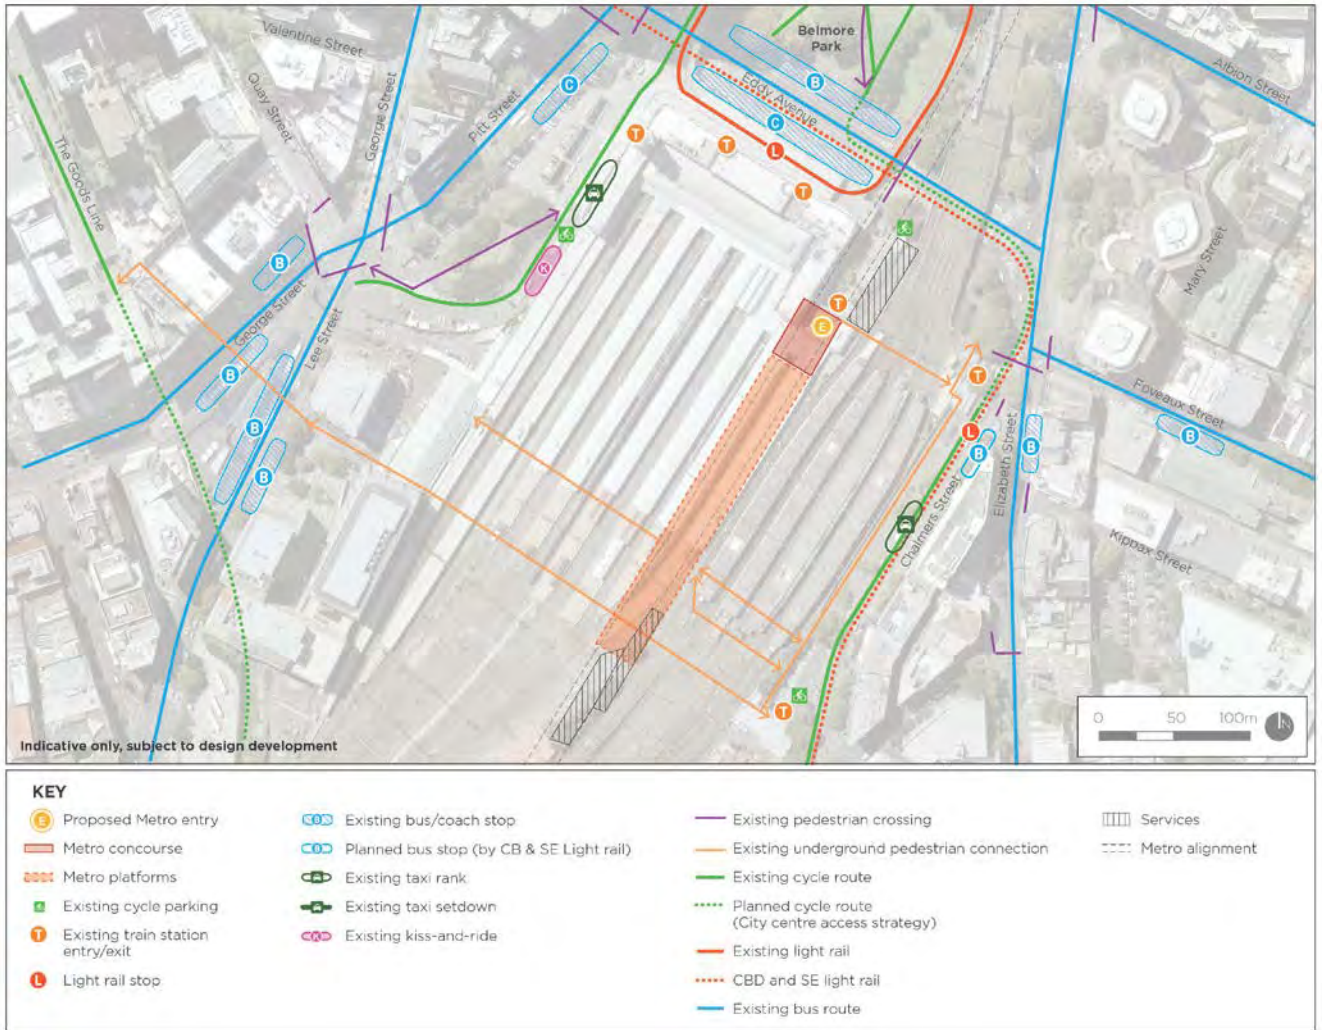 Belmore
Park
Valentine Street
Quay Street
George Street
Pitt Street
C
B
Eddy Avenue
C
Albion Street
The Goods Line
T
T
L
T
K
B
George Street
Lee Street
B
B
B
T
E
Mary Street
T
L
B
B
Foveaux Street
B
Elizabeth Street
Chalmers Street
Kippax Street
T
0 50 100m
N
Indicative only, subject to design development
KEY
E Proposed Metro entry
Metro concourse
Metro platforms
Existing cycle parking
T Existing train station
entry/exit
L Light rail stop
Existing bus/coach stop
Planned bus stop (by CB & SE Light rail)
Existing taxi rank
Existing taxi setdown
K Existing kiss-and-ride
Existing pedestrian crossing
Existing underground pedestrian connection
Existing cycle route
Planned cycle route
(City centre access strategy)
Existing light rail
CBD and SE light rail
Existing bus route
Services
Metro alignment